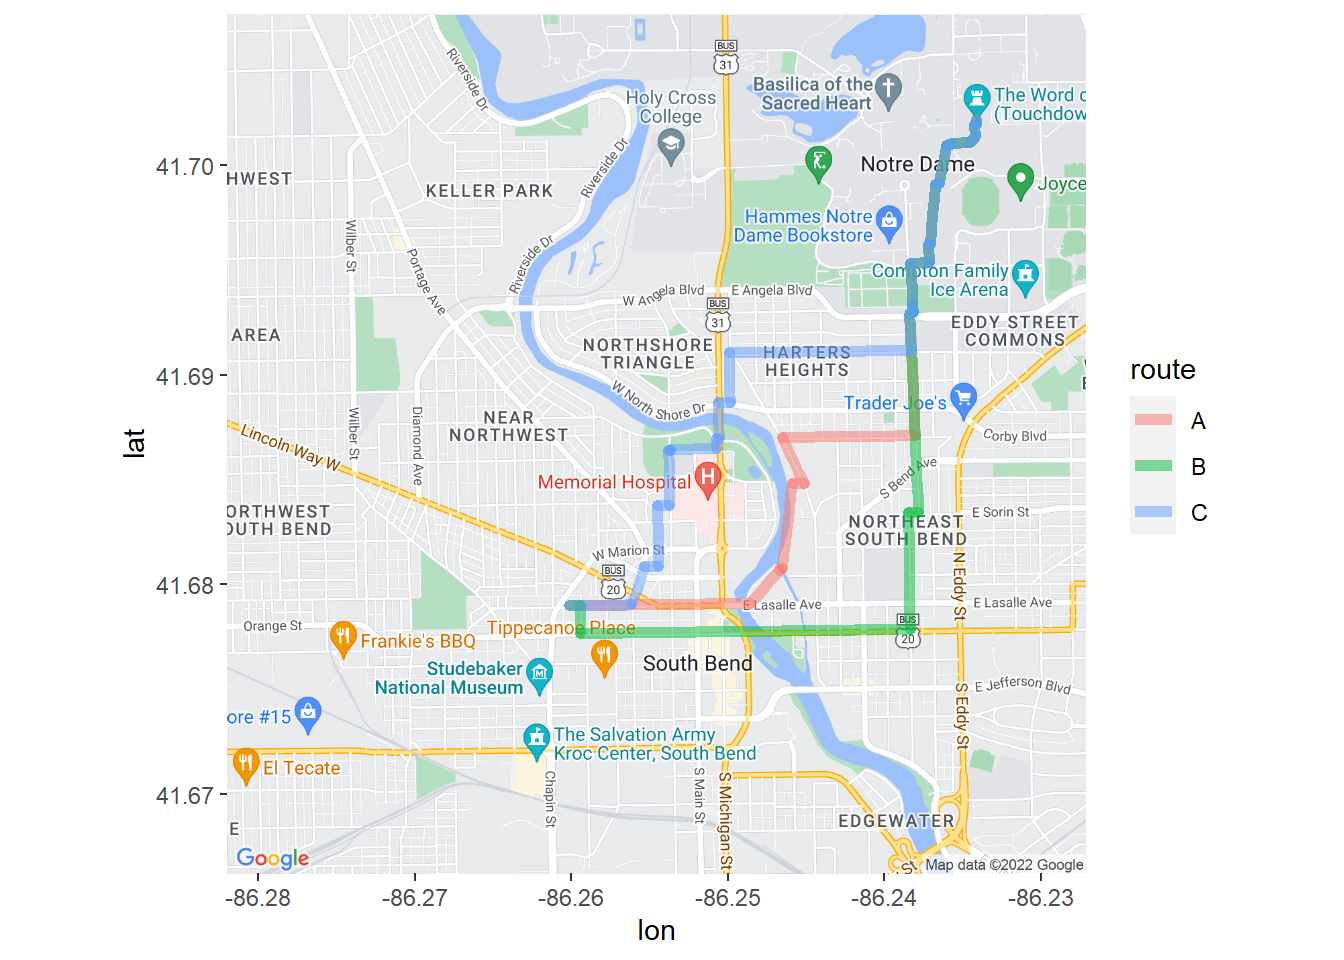 BUS
31
Riverside Dr
Basilica of the
Sacred Heart
The Word o
(Touchdow
Holy Cross
College
Riverside Dr
Notre Dame
41.70
HWEST
KELLER PARK
Joyce
Hammes Notre
Dame Bookstore
Wilber St
Portage Ave
Riverside Dr
Compton Family
Ice Arena
W Angela Blvd
E Angela Blvd
BUS
31
AREA
EDDY STREET
COMMONS
NORTHSHORE
TRIANGLE
HARTERS
HEIGHTS
41.69
route
A
B
C
W North Shore Dr
Trader Joe's
Wilber St
Diamond Ave
NEAR
NORTHWEST
Lincoln Way W
Corby Blvd
S Bend Ave
Memorial Hospital
H
ORTHWEST
OUTH BEND
E Sorin St
NORTHEAST
SOUTH BEND
W Marion St
N Eddy St
41.68
BUS
20
E Lasalle Ave
E Lasalle Ave
Orange St
Tippecanoe Place
BUS
20
Frankie's BBQ
South Bend
Studebaker
National Museum
E Jefferson Blvd
S Eddy St
ore #15
The Salvation Army
Kroc Center, South Bend
El Tecate
Chapin St
S Main St
S Michigan St
41.67
EDGEWATER
E
Google
St
Map data ©2022 Google
lat
-86.28
-86.27
-86.26
-86.25
-86.24
-86.23
lon